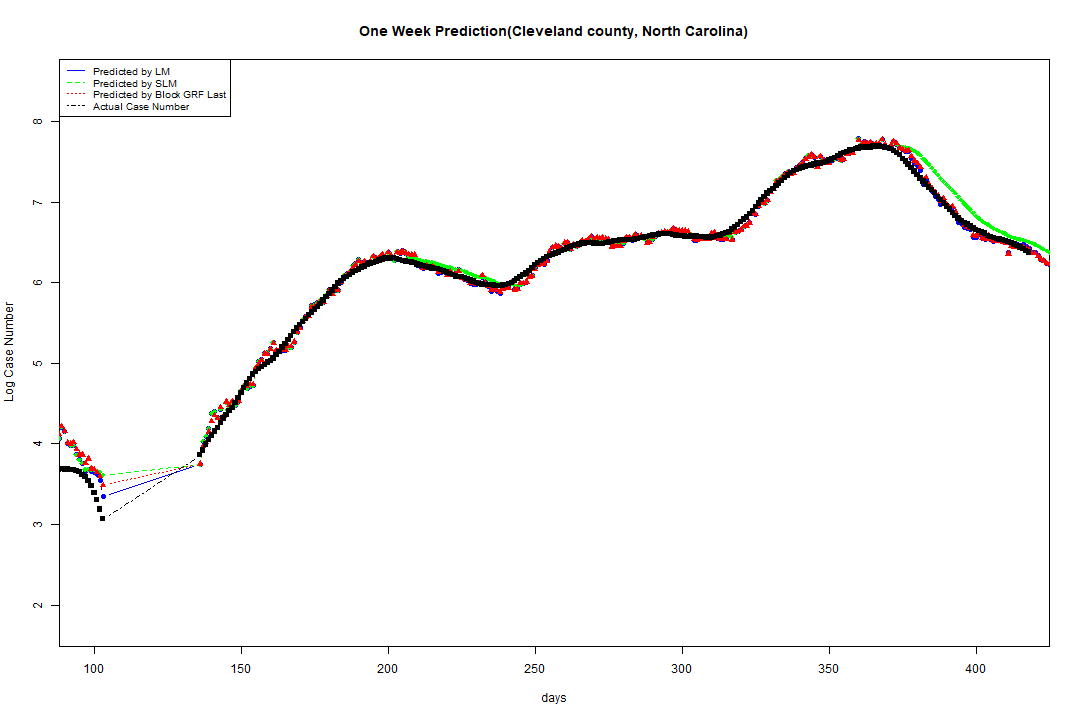 One Week Prediction(Cleveland county, North Carolina)
Predicted by LM
Predicted by SLM
Predicted by Block GRF Last
Actual Case Number
Log Case Number
8
7
6
5
4
3
2
100 150 200 250 300 350 400
days